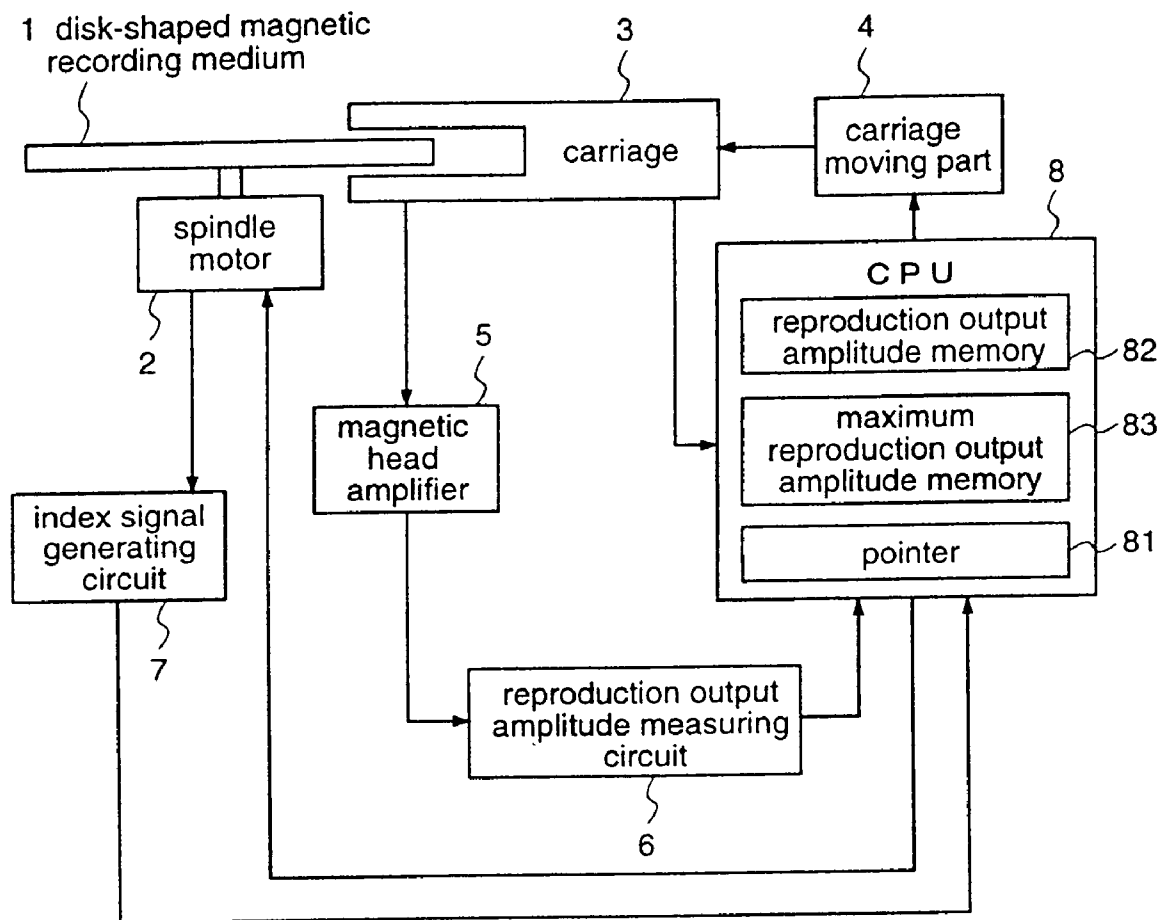 1 disk-shaped magnetic
recording medium
3
4
carriage
carriage
moving part
8
spindle
motor
2
CPU
reproduction output
amplitude memory
82
maximum
reproduction output
amplitude memory
83
pointer
81
5
magnetic
head
amplifier
index signal
generating
circuit
7
reproduction output
amplitude measuring
circuit
6